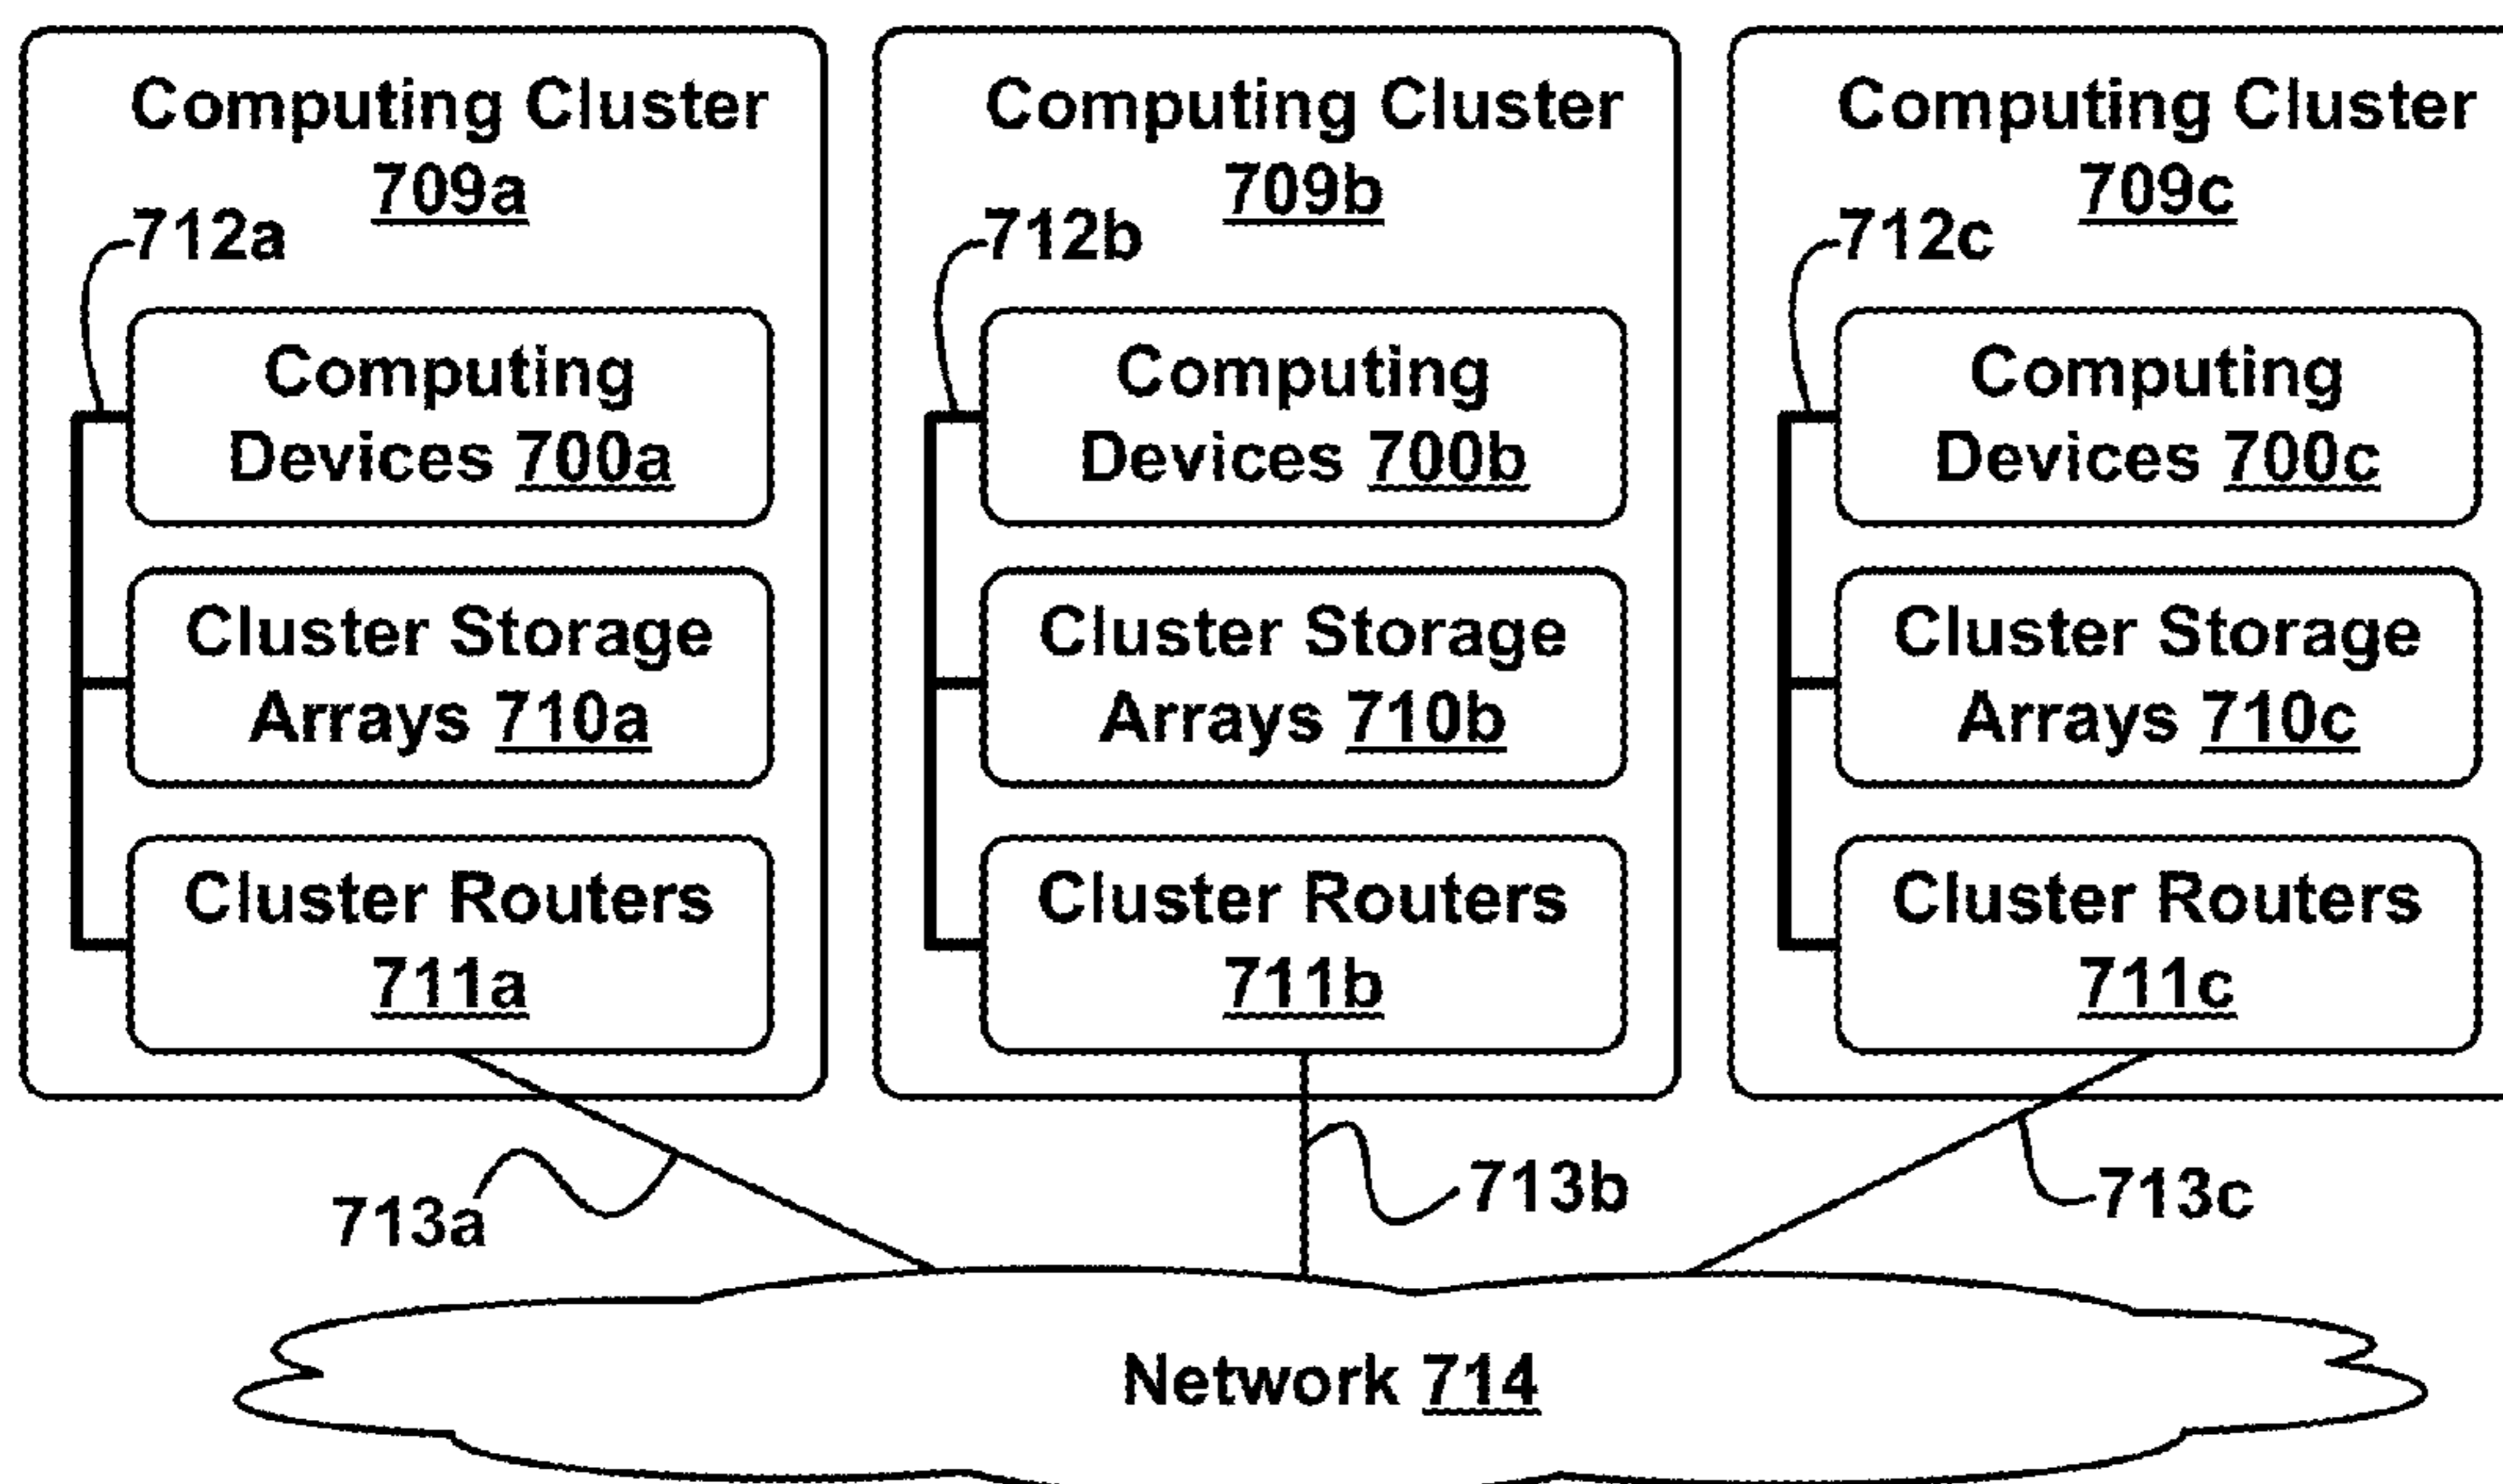 Computing Cluster
709a
712a
Computing
Devices 700a
Cluster Storage
Arrays 710a
Cluster Routers
711a
Computing Cluster
709b
712b
Computing
Devices 700b
Cluster Storage
Arrays 710b
Cluster Routers
711b
Computing Cluster
709c
712c
Computing
Devices 700c
Cluster Storage
Arrays 710c
Cluster Routers
711c
713a
713b
713c
Network 714